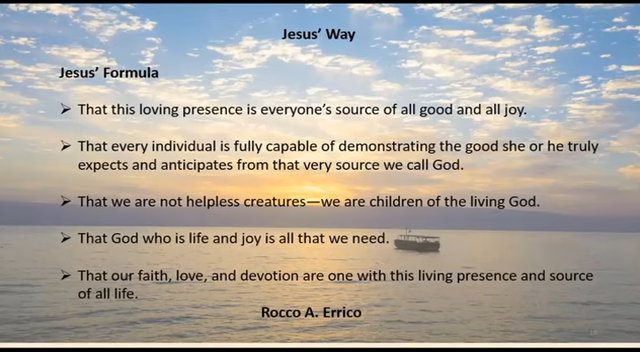 Jesus' Way
Jesus' Formula
➢ That this loving presence is everyone's source of all good and all joy.
➢ That every individual is fully capable of demonstrating the good she or he truly
expects and anticipates from that very source we call God.
➢ That we are not helpless creatures—we are children of the living God.
➢ That God who is life and joy is all that we need.
➢ That our faith, love, and devotion are one with this living presence and source
of all life.
Rocco A. Errico